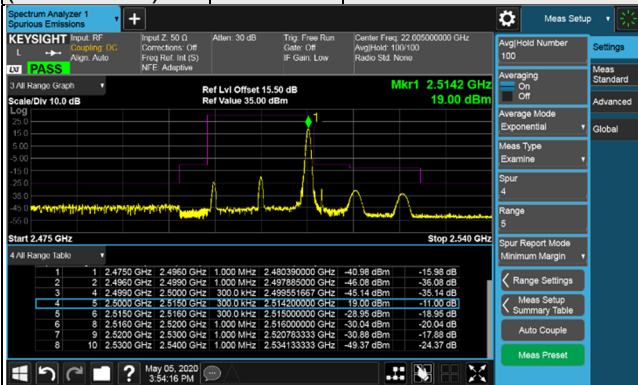 Spectrum Analyzer 1
Spurious Emissions
Meas Setup
KEYSIGHT
Input: RF
Coupling: DC
Align: Auto
Input Z: 50 Ω
Corrections: Off
Freq Ref: Int (S)
NFE: Adaptive
Atten: 30 dB
Trig: Free Run
Gate: Off
IF Gain: Low
Center Freq: 22.005000000 GHz
Avg|Hold: 100/100
Radio Std: None
L
LXI
PASS
3 All Range Graph
Scale/Div 10.0 dB
Ref Lvl Offset 15.50 dB
Ref Value 35.00 dBm
Mkr1 2.5142 GHz
19.00 dBm
Log
25.0
15.0
5.00
-5.00
-15.0
-25.0
-35.0
-45.0
-55.0
1
Start 2.475 GHz
Stop 2.540 GHz
4 All Range Table
1 1 2.4750 GHz 2.4960 GHz 1.000 MHz 2.480390000 GHz -40.98 dBm -15.98 dB
2 3 2.4960 GHz 2.4990 GHz 1.000 MHz 2.497885000 GHz -46.08 dBm -36.08 dB
3 4 2.4990 GHz 2.5000 GHz 300.0 kHz 2.499551667 GHz -45.14 dBm -35.14 dB
4 5 2.5000 GHz 2.5150 GHz 300.0 kHz 2.514200000 GHz 19.00 dBm -11.00 dB
5 6 2.5150 GHz 2.5160 GHz 300.0 kHz 2.515000000 GHz -28.95 dBm -18.95 dB
6 8 2.5160 GHz 2.5200 GHz 1.000 MHz 2.516000000 GHz -30.04 dBm -20.04 dB
7 9 2.5200 GHz 2.5300 GHz 1.000 MHz 2.520783333 GHz -30.88 dBm -17.88 dB
8 10 2.5300 GHz 2.5400 GHz 1.000 MHz 2.534133333 GHz -49.37 dBm -24.37 dB
Avg|Hold Number
100
Averaging
On
Off
Average Mode
Exponential
Meas Type
Examine
Spur
4
Range
5
Spur Report Mode
Minimum Margin
Range Settings
Meas Setup
Summary Table
Auto Couple
Meas Preset
Settings
Meas
Standard
Advanced
Global
?
May 05, 2020
3:54:16 PM